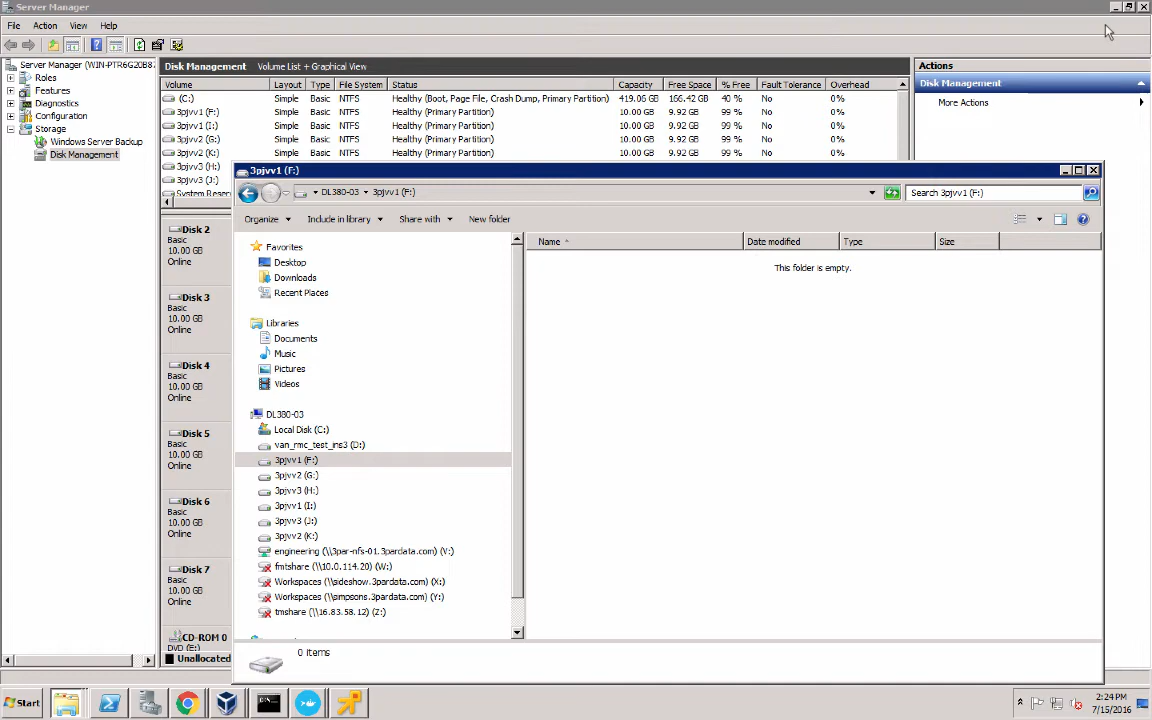 Server Manager
File Action View Help
Server Manager (WIN-PTR6G20B87
Roles
Features
Diagnostics
Configuration
Storage
Windows Server Backup
Disk Management
Disk Management Volume List + Graphical View
Volume Layout Type File System Status Capacity Free Space % Free Fault Tolerance Overhead
(C:) Simple Basic NTFS Healthy (Boot, Page File, Crash Dump, Primary Partition) 419.06 GB 166.42 GB 40 % No 0%
3pjvv1 (F:) Simple Basic NTFS Healthy (Primary Partition) 10.00 GB 9.92 GB 99 % No 0%
3pjvv1 (I:) Simple Basic NTFS Healthy (Primary Partition) 10.00 GB 9.92 GB 99 % No 0%
3pjvv2 (G:) Simple Basic NTFS Healthy (Primary Partition) 10.00 GB 9.92 GB 99 % No 0%
3pjvv2 (K:) Simple Basic NTFS Healthy (Primary Partition) 10.00 GB 9.92 GB 99 % No 0%
3pjvv3 (H:)
3pjvv3 (J:)
System Reserv
Disk 2
Basic
10.00 GB
Online
Disk 3
Basic
10.00 GB
Online
Disk 4
Basic
10.00 GB
Online
Disk 5
Basic
10.00 GB
Online
Disk 6
Basic
10.00 GB
Online
Disk 7
Basic
10.00 GB
Online
CD-ROM 0
DVD (E:)
Unallocated
Actions
Disk Management
More Actions
3pjvv1 (F:)
DL380-03 3pjvv1 (F:)
Search 3pjvv1 (F:)
Organize Include in library Share with New folder
Favorites
Desktop
Downloads
Recent Places
Libraries
Documents
Music
Pictures
Videos
DL380-03
Local Disk (C:)
van_rmc_test_ins3 (D:)
3pjvv1 (F:)
3pjvv2 (G:)
3pjvv3 (H:)
3pjvv1 (I:)
3pjvv3 (J:)
3pjvv2 (K:)
engineering (\\3par-nfs-01.3pardata.com) (V:)
fmtshare (\\10.0.114.20) (W:)
Workspaces (\\sideshow.3pardata.com) (X:)
Workspaces (\\simpsons.3pardata.com) (Y:)
tmshare (\\16.83.58.12) (Z:)
Name Date modified Type Size
This folder is empty.
0 items
Start
2:24 PM
7/15/2016